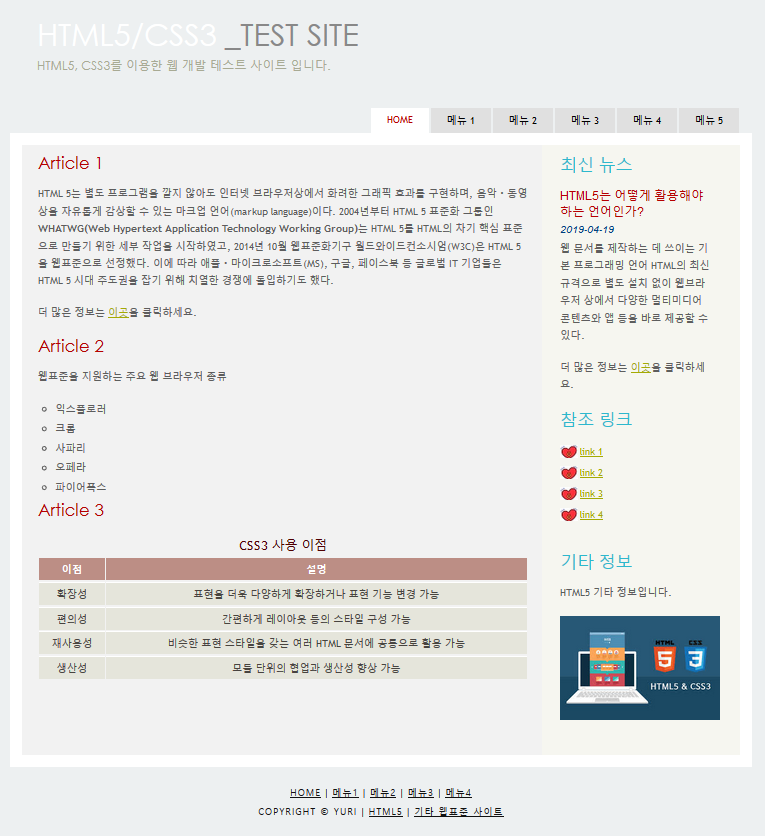 HTML5/CSS3 _TEST SITE
HTML5, CSS3를 이용한 웹 개발 테스트 사이트 입니다.
HOME 메뉴 1 메뉴 2 메뉴 3 메뉴 4 메뉴 5
Article 1
HTML 5는 별도 프로그램을 깔지 않아도 인터넷 브라우저상에서 화려한 그래픽 효과를 구현하며, 음악·동영
상을 자유롭게 감상할 수 있는 마크업 언어(markup language)이다. 2004년부터 HTML 5 표준화 그룹인
WHATWG(Web Hypertext Application Technology Working Group)는 HTML 5를 HTML의 차기 핵심 표준
으로 만들기 위한 세부 작업을 시작하였고, 2014년 10월 웹표준화기구 월드와이드컨소시엄(W3C)은 HTML 5
을 웹표준으로 선정했다. 이에 따라 애플·마이크로소프트(MS), 구글, 페이스북 등 글로벌 IT 기업들은
HTML 5 시대 주도권을 잡기 위해 치열한 경쟁에 돌입하기도 했다.
더 많은 정보는 이곳을 클릭하세요.
Article 2
웹표준을 지원하는 주요 웹 브라우저 종류
익스플로러
크롬
사파리
오페라
파이어폭스
Article 3
CSS3 사용 이점
이점 설명
확장성 표현을 더욱 다양하게 확장하거나 표현 기능 변경 가능
편의성 간편하게 레이아웃 등의 스타일 구성 가능
재사용성 비슷한 표현 스타일을 갖는 여러 HTML 문서에 공통으로 활용 가능
생산성 모듈 단위의 협업과 생산성 향상 가능
최신 뉴스
HTML5는 어떻게 활용해야
하는 언어인가?
2019-04-19
웹 문서를 제작하는 데 쓰이는 기
본 프로그래밍 언어 HTML의 최신
규격으로 별도 설치 없이 웹브라
우저 상에서 다양한 멀티미디어
콘텐츠와 앱 등을 바로 제공할 수
있다.
더 많은 정보는 이곳을 클릭하세
요.
참조 링크
link 1
link 2
link 3
link 4
기타 정보
HTML5 기타 정보입니다.
HTML CSS
5 3
HTML5 & CSS3
HOME | 메뉴1 | 메뉴2 | 메뉴3 | 메뉴4
COPYRIGHT © YURI | HTML5 | 기타 웹표준 사이트